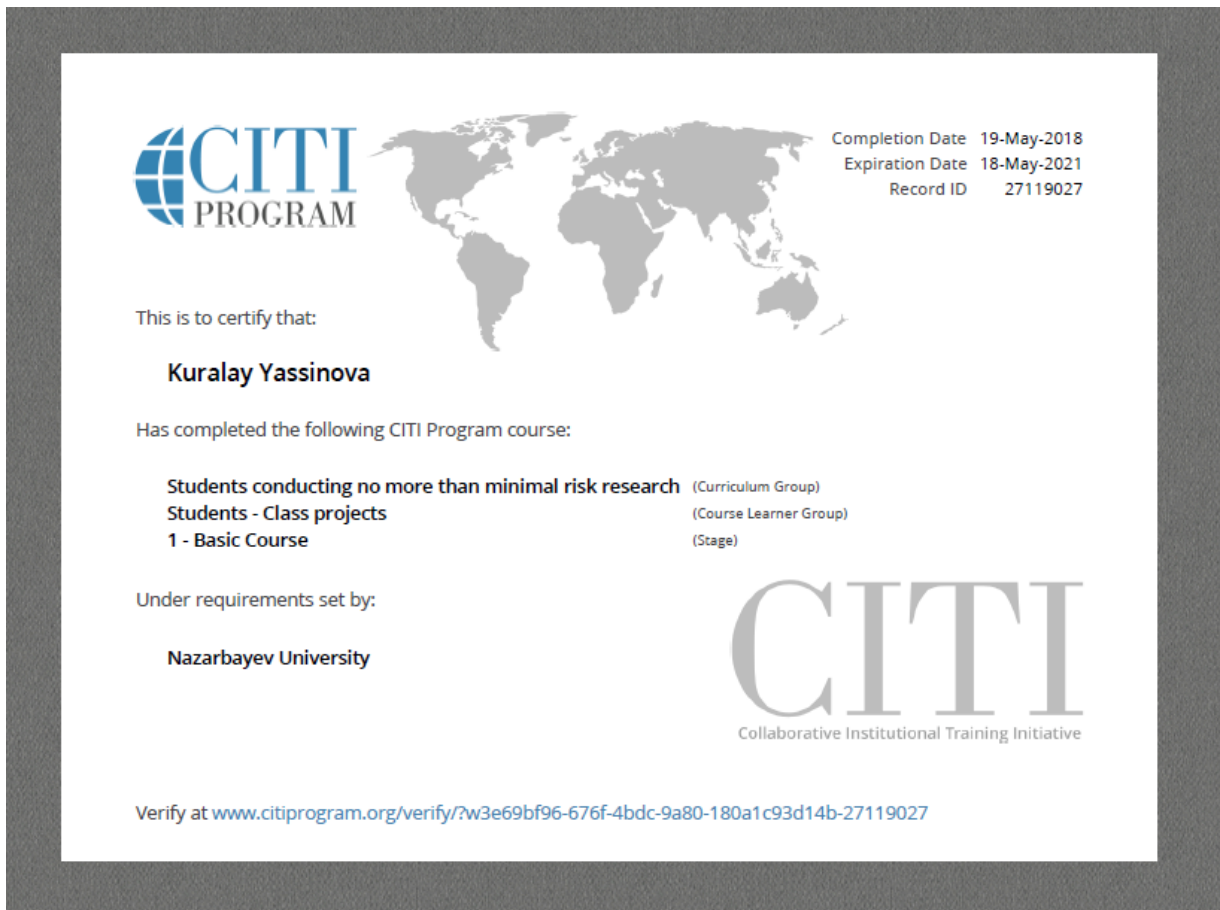 CITI
PROGRAM
Completion Date 19-May-2018
Expiration Date 18-May-2021
Record ID 27119027
This is to certify that:
Kuralay Yassinova
Has completed the following CITI Program course:
Students conducting no more than minimal risk research (Curriculum Group)
Students - Class projects (Course Learner Group)
1 - Basic Course (Stage)
Under requirements set by:
Nazarbayev University
CITI
Collaborative Institutional Training Initiative
Verify at www.citiprogram.org/verify/?w3e69bf96-676f-4bdc-9a80-180a1c93d14b-27119027